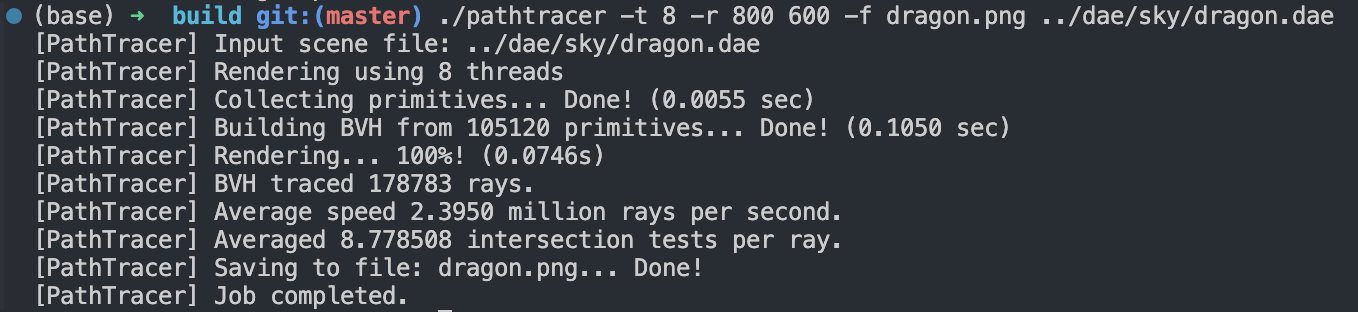 (base) ➜ build git:(master) ./pathtracer -t 8 -r 800 600 -f dragon.png ../dae/sky/dragon.dae
[PathTracer] Input scene file: ../dae/sky/dragon.dae
[PathTracer] Rendering using 8 threads
[PathTracer] Collecting primitives... Done! (0.0055 sec)
[PathTracer] Building BVH from 105120 primitives... Done! (0.1050 sec)
[PathTracer] Rendering... 100%! (0.0746s)
[PathTracer] BVH traced 178783 rays.
[PathTracer] Average speed 2.3950 million rays per second.
[PathTracer] Averaged 8.778508 intersection tests per ray.
[PathTracer] Saving to file: dragon.png... Done!
[PathTracer] Job completed.